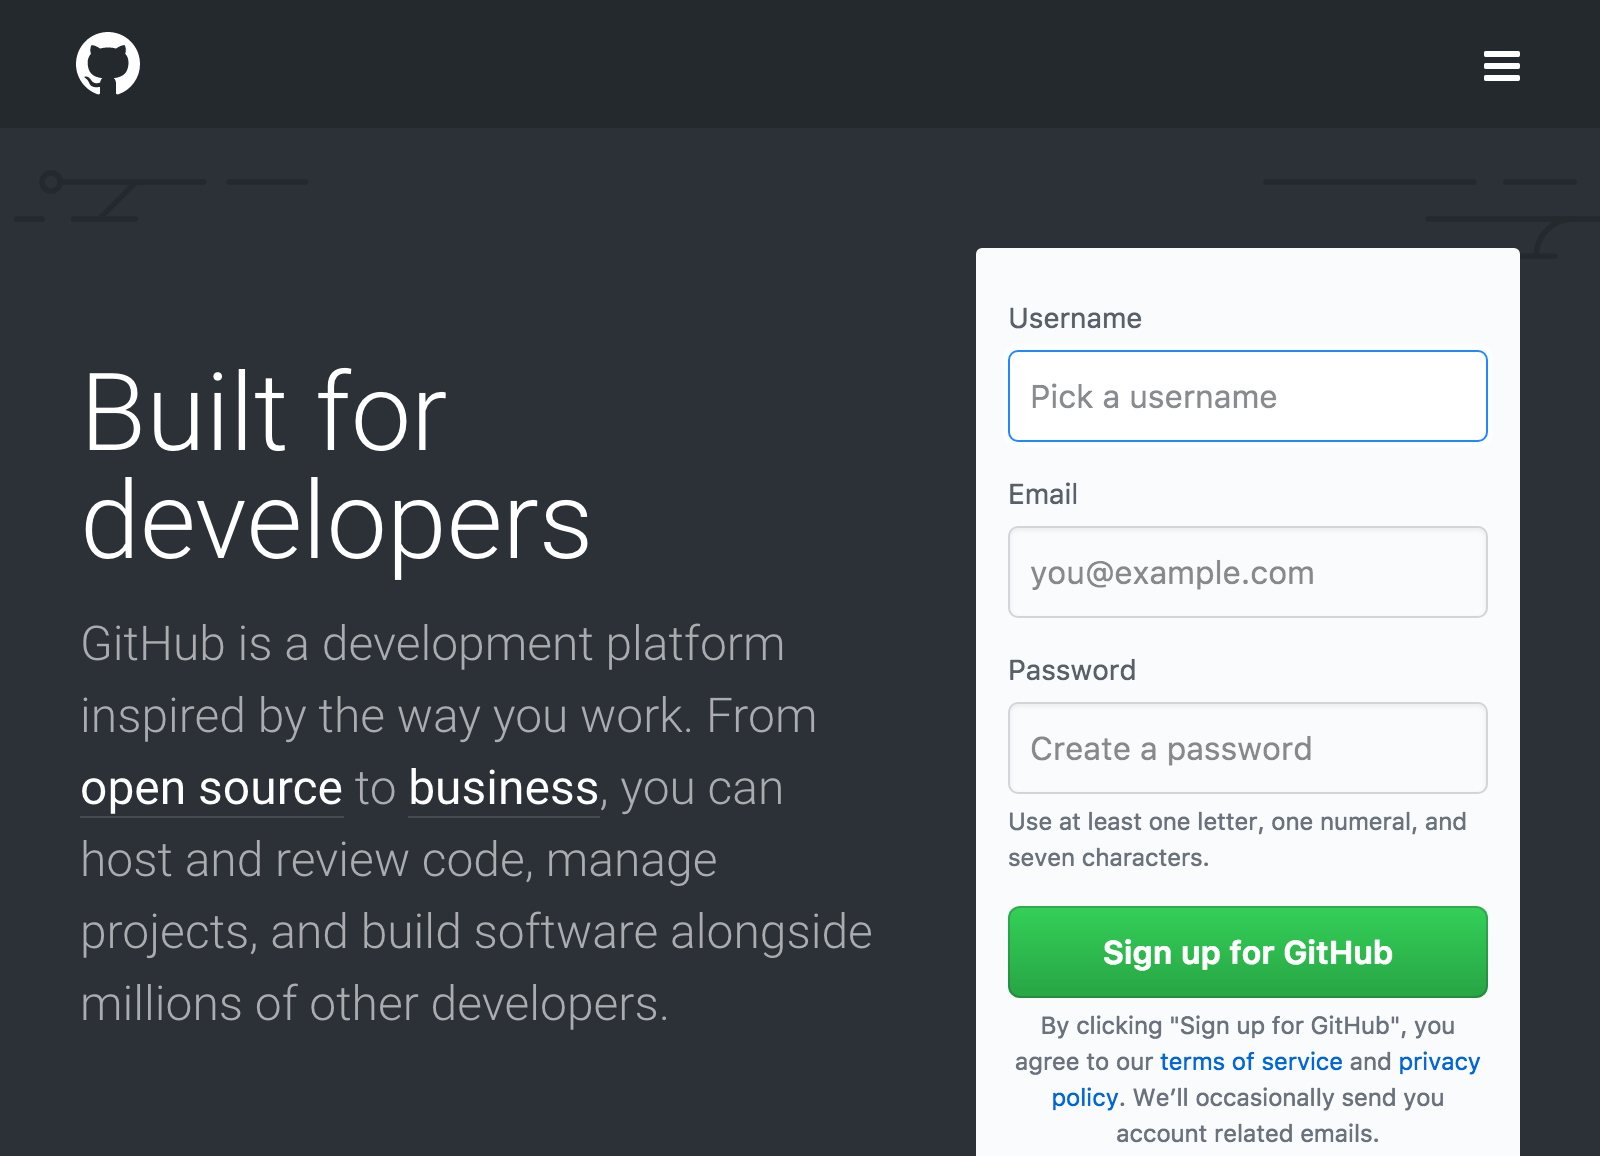 Built for
developers
GitHub is a development platform
inspired by the way you work. From
open source to business, you can
host and review code, manage
projects, and build software alongside
millions of other developers.
Username
Pick a username
Email
you@example.com
Password
Create a password
Use at least one letter, one numeral, and
seven characters.
Sign up for GitHub
By clicking "Sign up for GitHub", you
agree to our terms of service and privacy
policy. We’ll occasionally send you
account related emails.